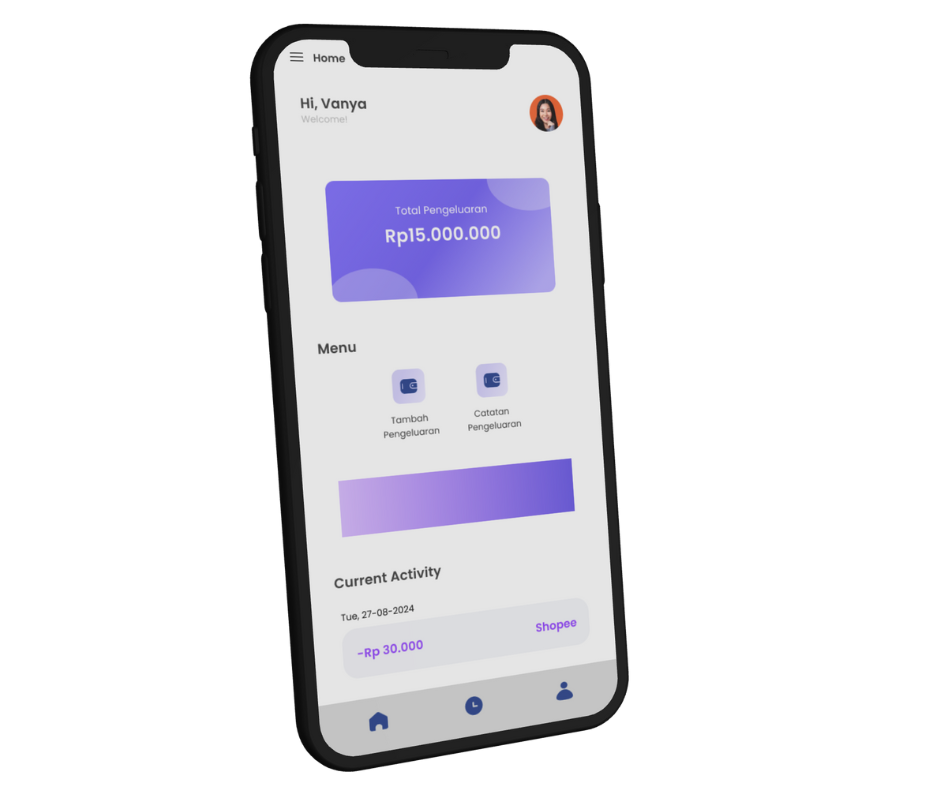 Home
Hi, Vanya
Welcome!
Total Pengeluaran
Rp15.000.000
Menu
Tambah
Pengeluaran
Catatan
Pengeluaran
Current Activity
Tue, 27-08-2024
-Rp 30.000
Shopee